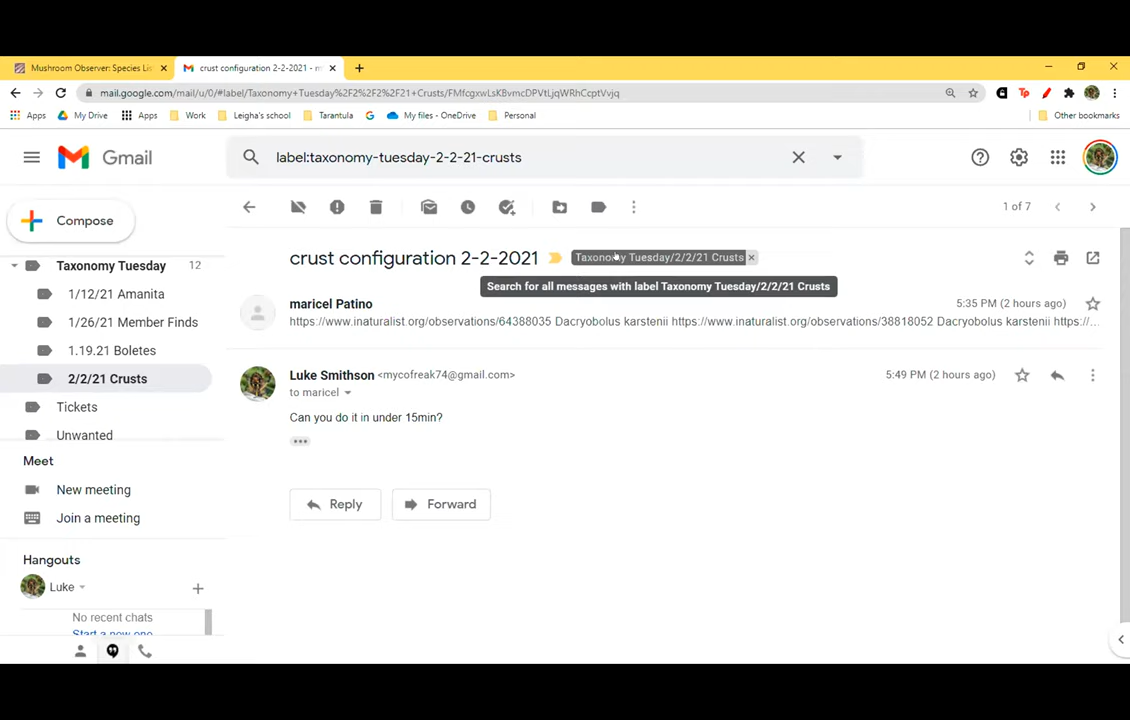 Mushroom Observer: Species Lis
crust configuration 2-2-2021 - m
mail.google.com/mail/u/0/#label/Taxonomy+Tuesday%2F2%2F2%2F21+Crusts/FMfcgxwLsKBvmcDPVtLjqWRhCcptVvjq
Apps My Drive Apps Work Leigha's school Tarantula My files - OneDrive Personal Other bookmarks
Gmail
label:taxonomy-tuesday-2-2-21-crusts
Compose
1 of 7
Taxonomy Tuesday 12
1/12/21 Amanita
1/26/21 Member Finds
1.19.21 Boletes
2/2/21 Crusts
Tickets
Unwanted
Meet
New meeting
Join a meeting
Hangouts
Luke
No recent chats
Start a new one
crust configuration 2-2-2021
Taxonomy Tuesday/2/2/21 Crusts
Search for all messages with label Taxonomy Tuesday/2/2/21 Crusts
maricel Patino
5:35 PM (2 hours ago)
https://www.inaturalist.org/observations/64388035 Dacryobolus karstenii https://www.inaturalist.org/observations/38818052 Dacryobolus karstenii https://...
Luke Smithson <mycofreak74@gmail.com>
5:49 PM (2 hours ago)
to maricel
Can you do it in under 15min?
Reply
Forward